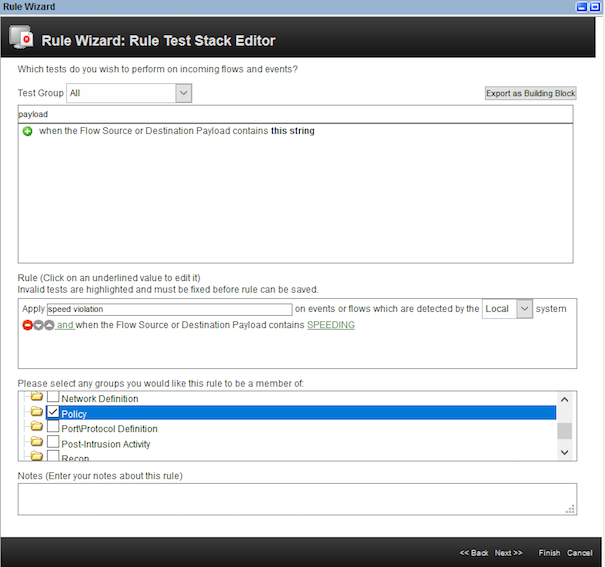 Rule Wizard
Rule Wizard: Rule Test Stack Editor
Which tests do you wish to perform on incoming flows and events?
Test Group All Export as Building Block
payload
when the Flow Source or Destination Payload contains this string
Rule (Click on an underlined value to edit it)
Invalid tests are highlighted and must be fixed before rule can be saved.
Apply speed violation on events or flows which are detected by the Local system
and when the Flow Source or Destination Payload contains SPEEDING
Please select any groups you would like this rule to be a member of:
Network Definition
Policy
Port\Protocol Definition
Post-Intrusion Activity
Recon
Notes (Enter your notes about this rule)
<< Back Next >> Finish Cancel